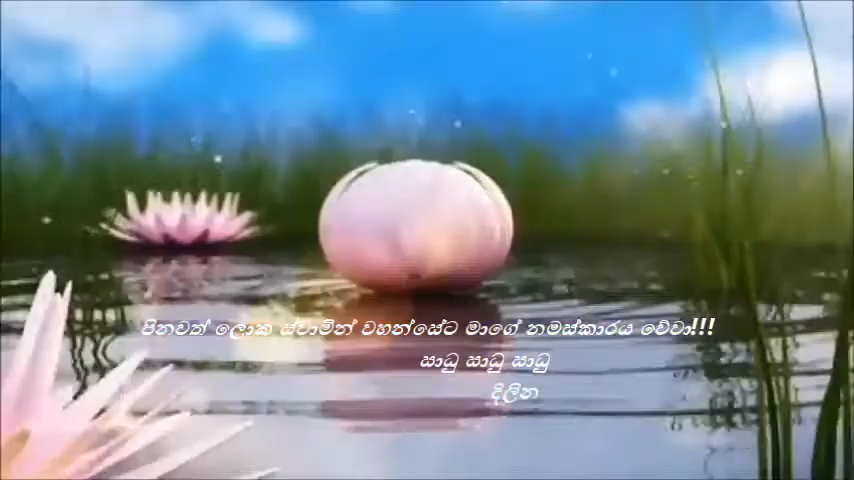 පිනවත් ලොක ස්වාමින් වහන්සේට මාගේ නමස්කාරය වේවා!!!
සාධු සාධු සාධු
දිලින